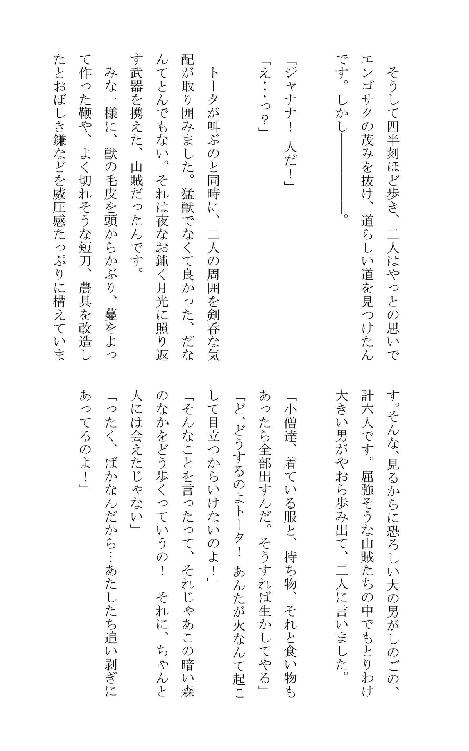 そうして四半刻ほど歩き、二人はやっとの思いで
エンゴサクの茂みを抜け、道らしい道を見つけたん
です。しかし――――。
「ジャナナ！　人だ！」
「え・・っ？」
トータが叫ぶのと同時に、二人の周囲を剣呑な気
配が取り囲みました。猛獣でなくて良かった、だな
んてとんでもない。それは夜なお鈍く月光に照り返
す武器を携えた、山賊だったんです。
みな一様に、獣の毛皮を頭からかぶり、蔓をよっ
て作った鞭や、よく切れそうな短刀、農具を改造し
たとおぼしき鎌などを威圧感たっぷりに構えていま
す。そんな、見るからに恐ろしい大の男がしのごの、
計六人です。屈強そうな山賊たちの中でもとりわけ
大きい男がやおら歩み出て、二人に言いました。
「小僧達、着ている服と、持ち物、それと食い物も
あったら全部出すんだ。そうすれば生かしてやる」
「ど、どうするのよトータ！　あんたが火なんて起こ
して目立つからいけないのよ！」
「そんなことを言ったって、それじゃあこの暗い森
のなかをどう歩くっていうの！　それに、ちゃんと
人には会えたじゃない」
「ったく、ばかなんだから…あたしたち追い剥ぎに
あってるのよ！」